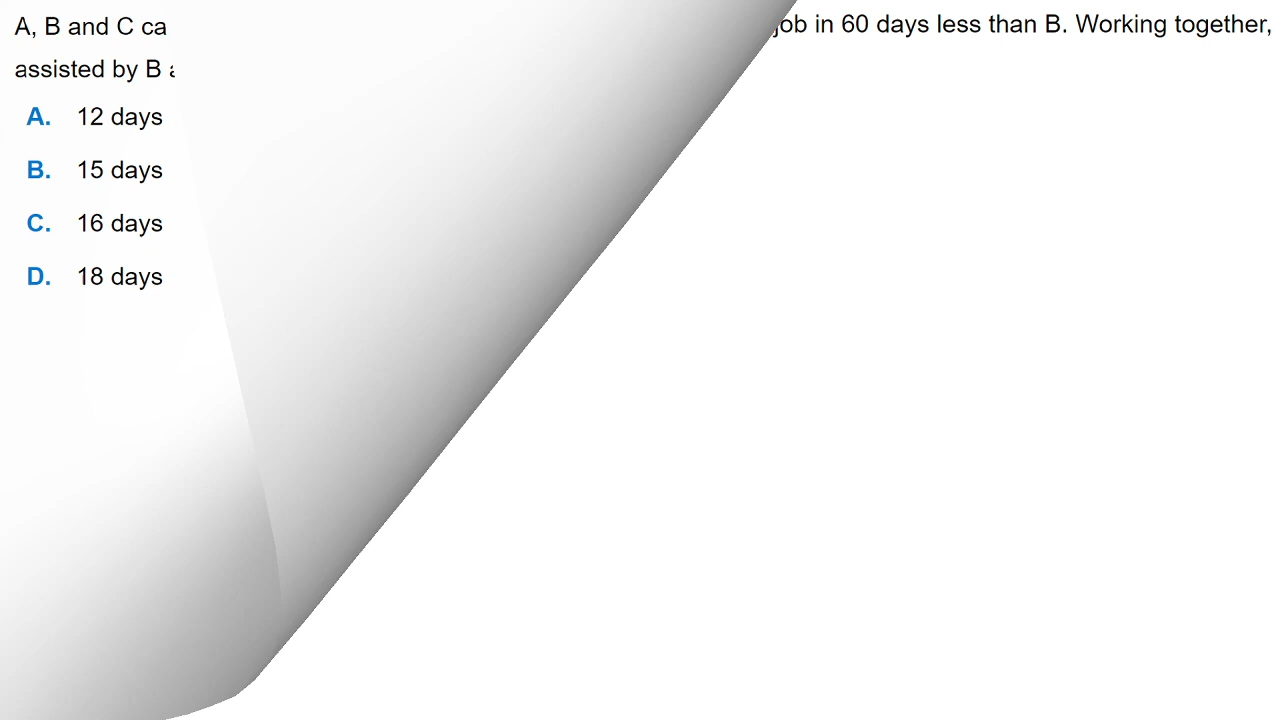 A, B and C ca job in 60 days less than B. Working together,
assisted by B
A. 12 days
B. 15 days
C. 16 days
D. 18 days